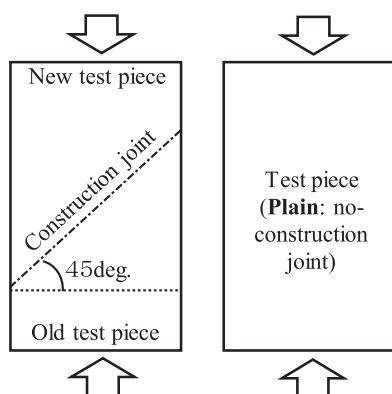 New test piece
Construction joint
45deg.
Old test piece
Test piece
(Plain: no-
construction
joint)